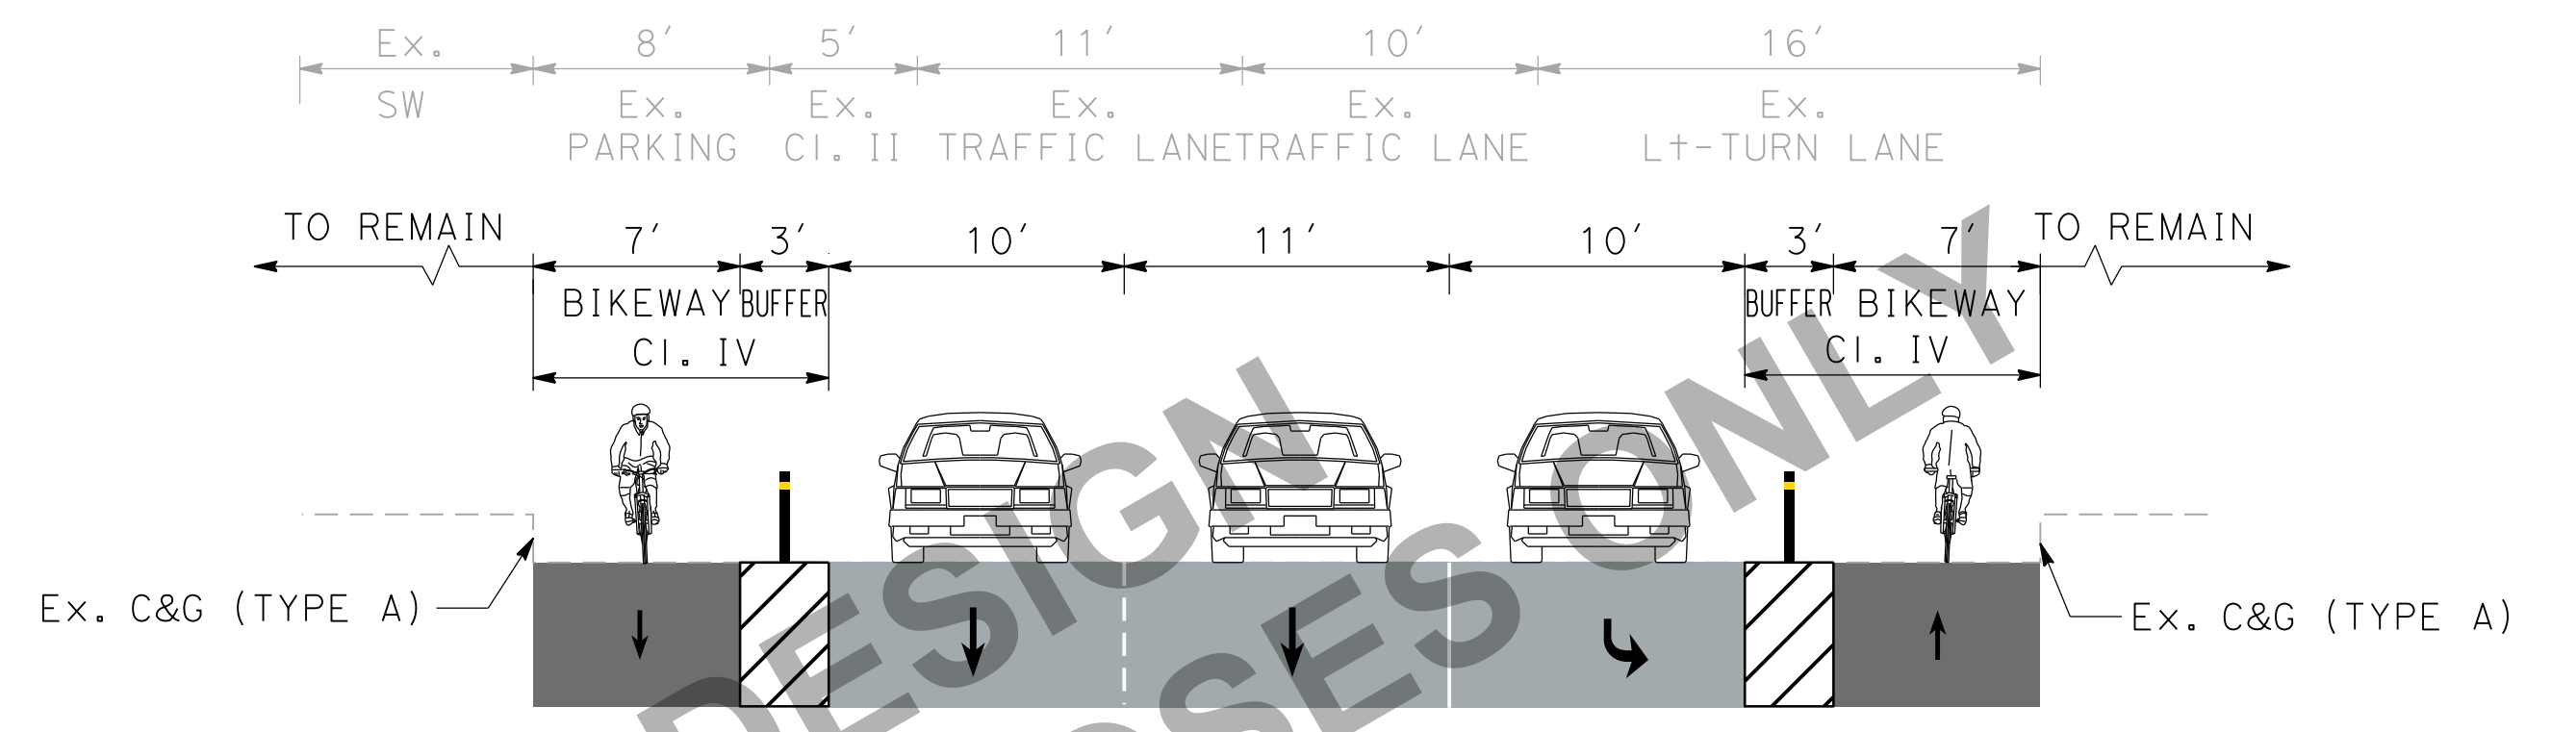 Ex. 8′ 5′ 11′ 10′ 16′
SW Ex. Ex. Ex. Ex. Ex.
PARKING Cl. II TRAFFIC LANE TRAFFIC LANE Lt-TURN LANE
TO REMAIN 7′ 3′ 10′ 11′ 10′ 3′ 7′ TO REMAIN
BIKEWAY BUFFER BUFFER BIKEWAY
Cl. IV Cl. IV
Ex. C&G (TYPE A) Ex. C&G (TYPE A)
DESIGN
OSES ONLY